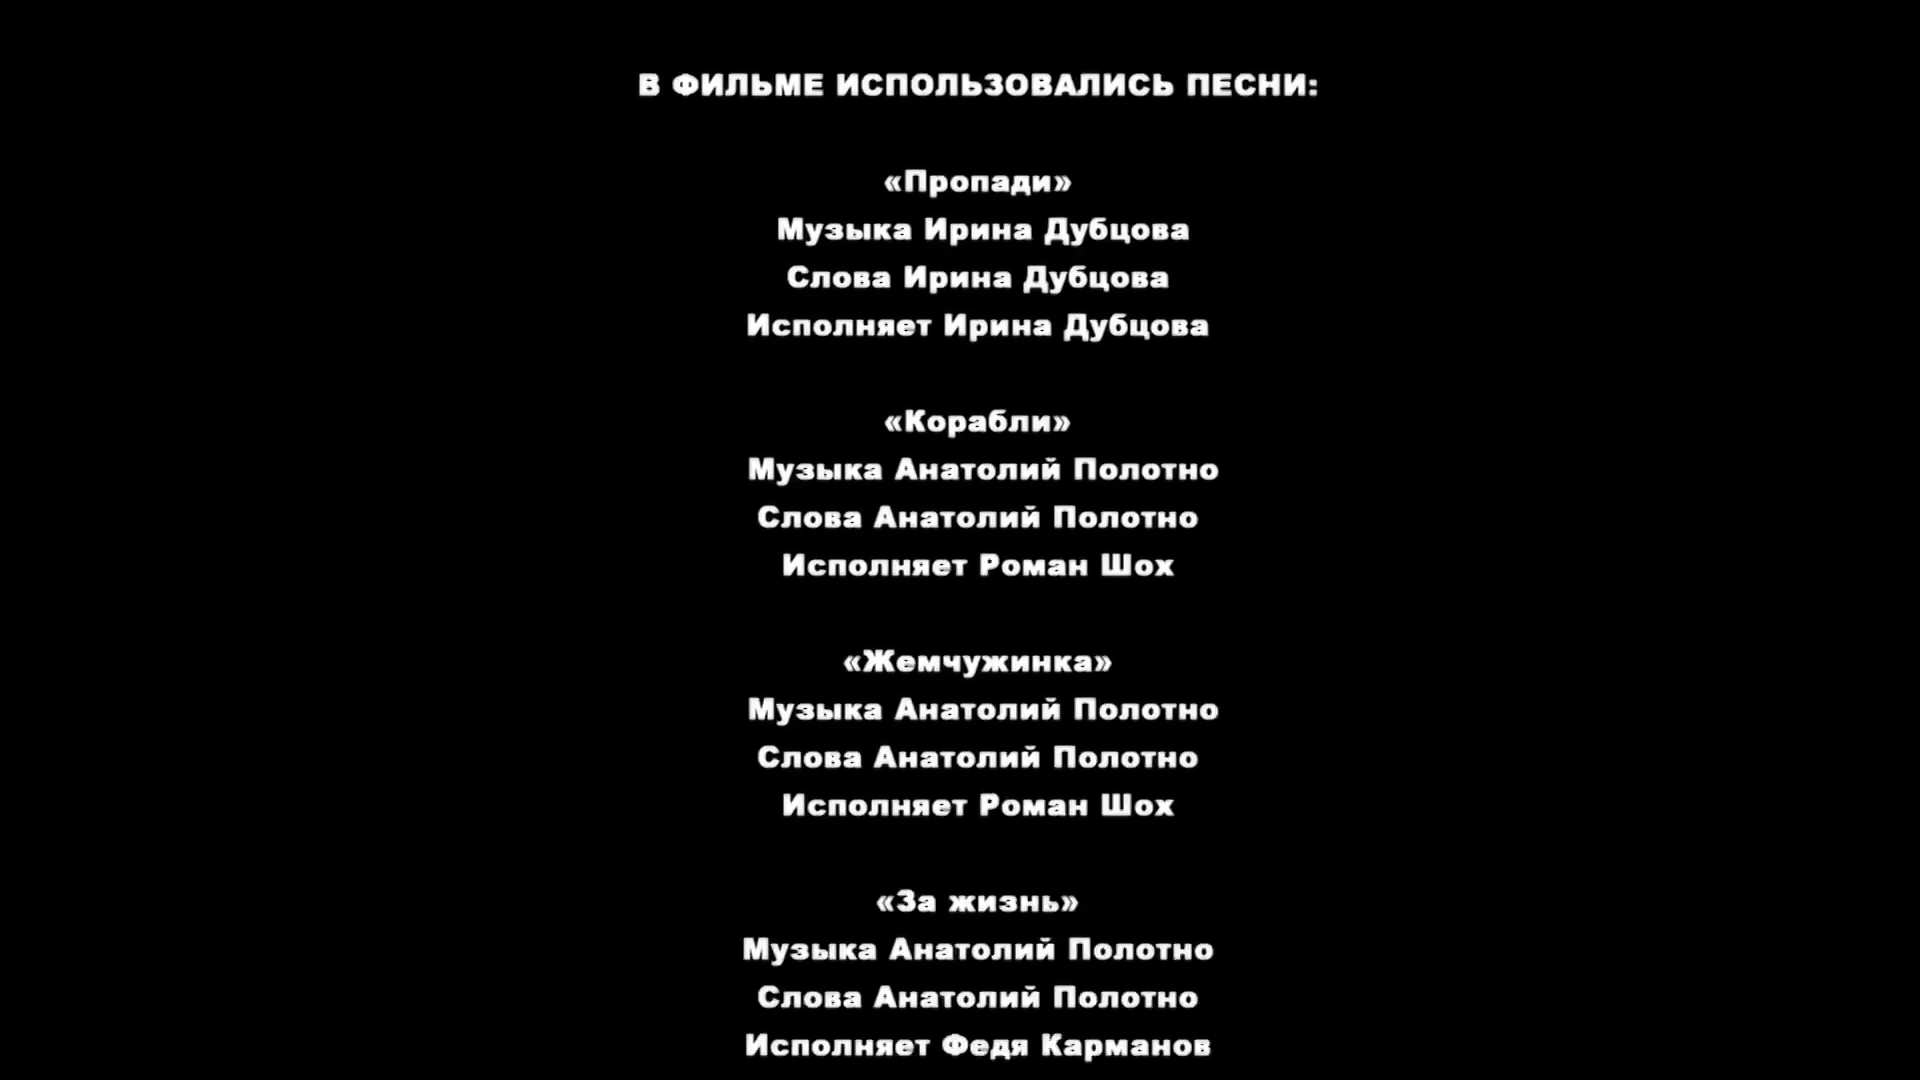 В ФИЛЬМЕ ИСПОЛЬЗОВАЛИСЬ ПЕСНИ:
«Пропади»
Музыка Ирина Дубцова
Слова Ирина Дубцова
Исполняет Ирина Дубцова
«Корабли»
Музыка Анатолий Полотно
Слова Анатолий Полотно
Исполняет Роман Шох
«Жемчужинка»
Музыка Анатолий Полотно
Слова Анатолий Полотно
Исполняет Роман Шох
«За жизнь»
Музыка Анатолий Полотно
Слова Анатолий Полотно
Исполняет Федя Карманов